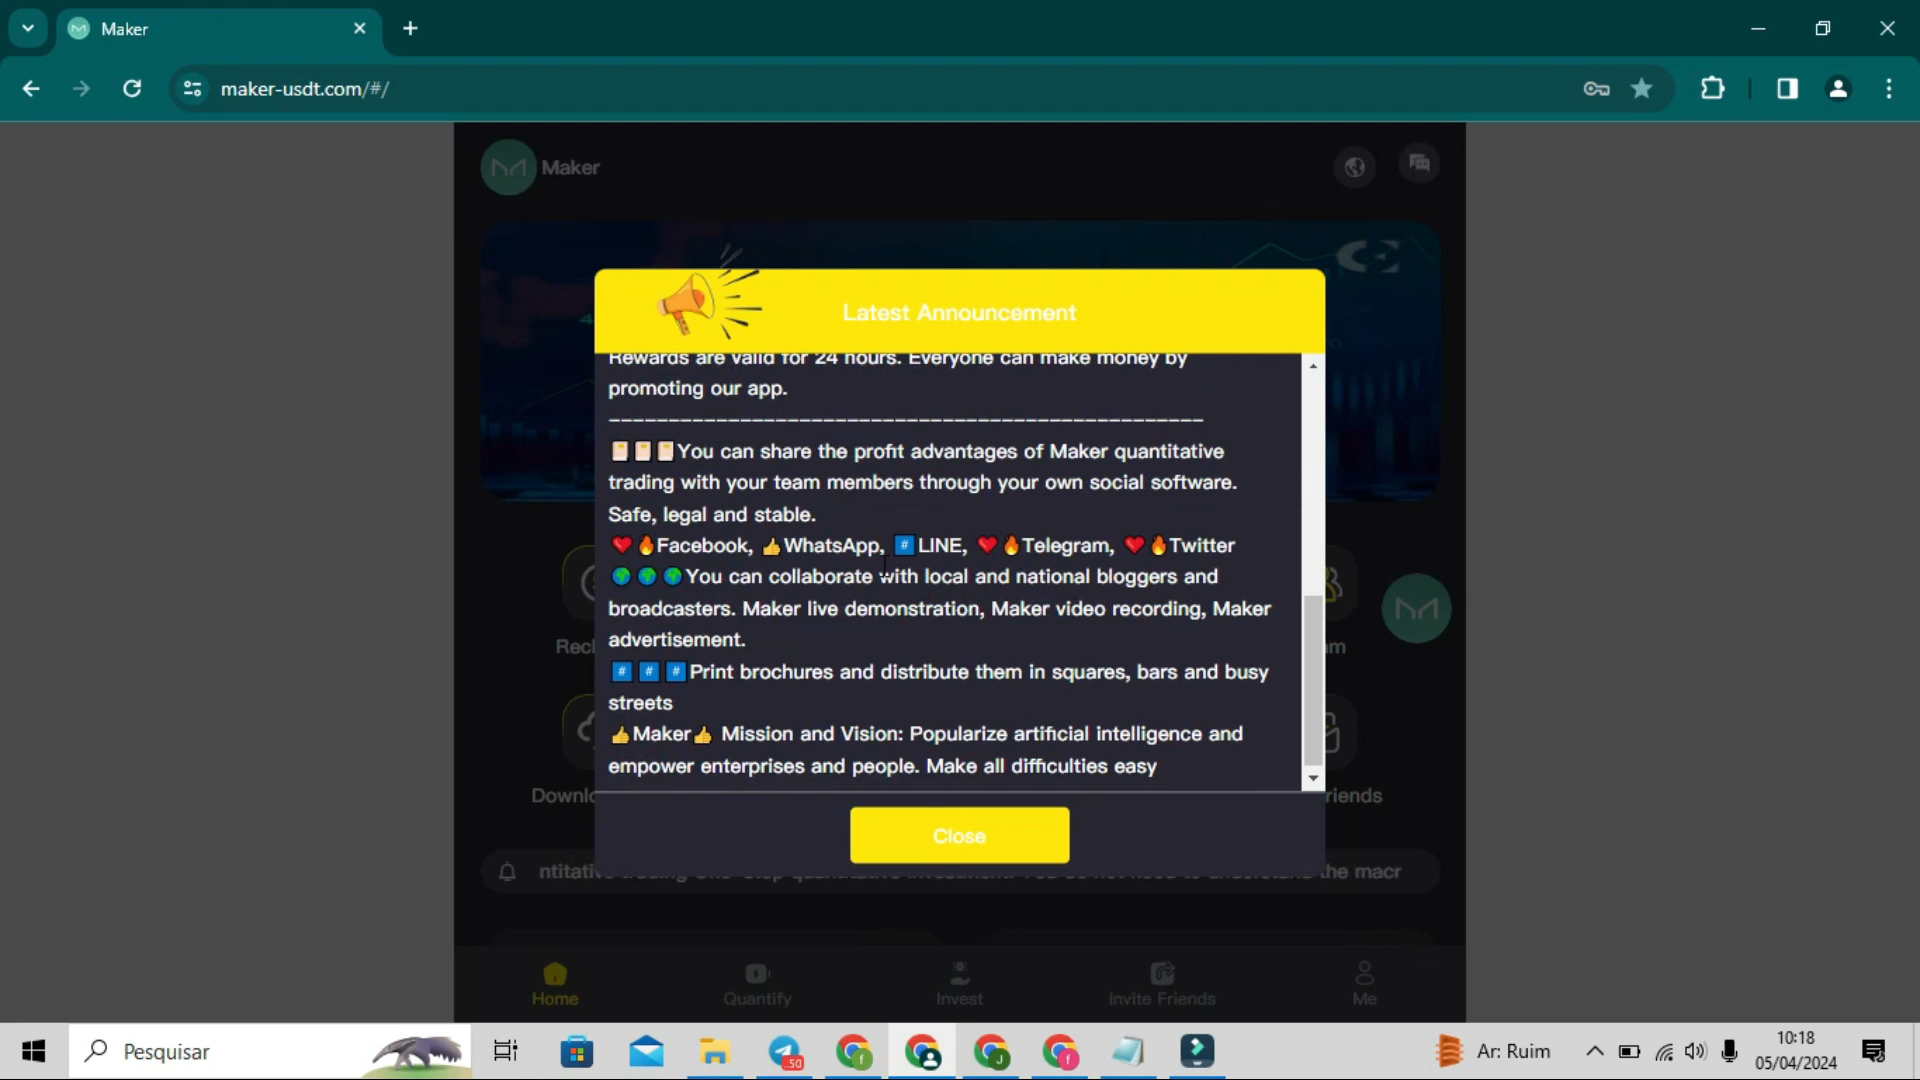 Maker
maker-usdt.com/#/
Maker
Latest Announcement
Rewards are valid for 24 hours. Everyone can make money by
promoting our app.
You can share the profit advantages of Maker quantitative
trading with your team members through your own social software.
Safe, legal and stable.
❤️🔥Facebook, 👍WhatsApp, #️⃣LINE, ❤️🔥Telegram, ❤️🔥Twitter
🌍🌍🌍You can collaborate with local and national bloggers and
broadcasters. Maker live demonstration, Maker video recording, Maker
advertisement.
#️⃣#️⃣#️⃣Print brochures and distribute them in squares, bars and busy
streets
👍Maker👍 Mission and Vision: Popularize artificial intelligence and
empower enterprises and people. Make all difficulties easy
Close
Home
Quantify
Invest
Invite Friends
Me
Pesquisar
..50
Ar: Ruim
10:18
05/04/2024